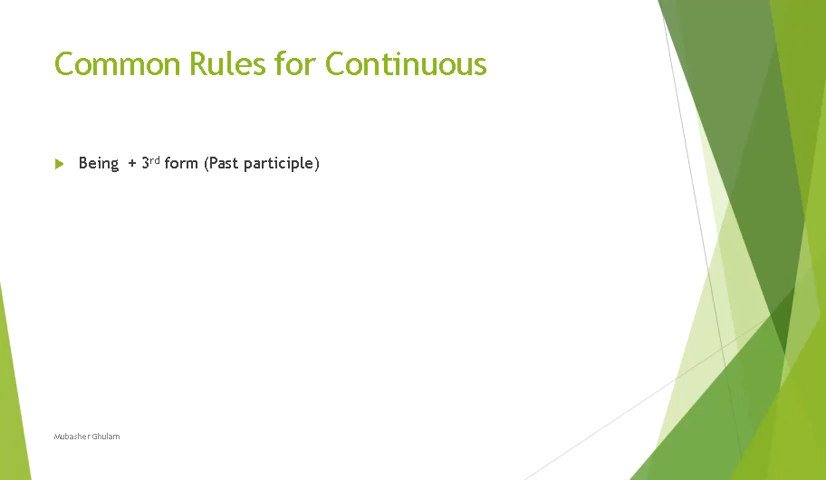 Common Rules for Continuous
Being + 3rd form (Past participle)
Mubasher Ghulam